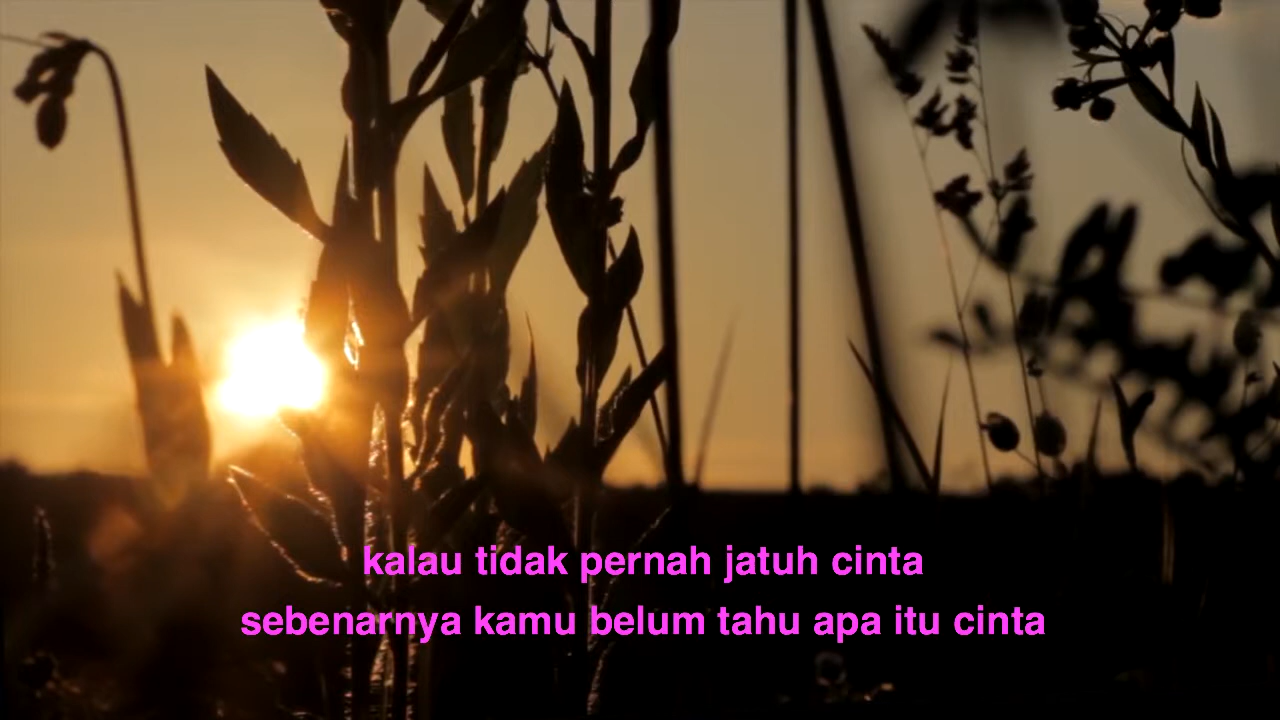 kalau tidak pernah jatuh cinta
sebenarnya kamu belum tahu apa itu cinta